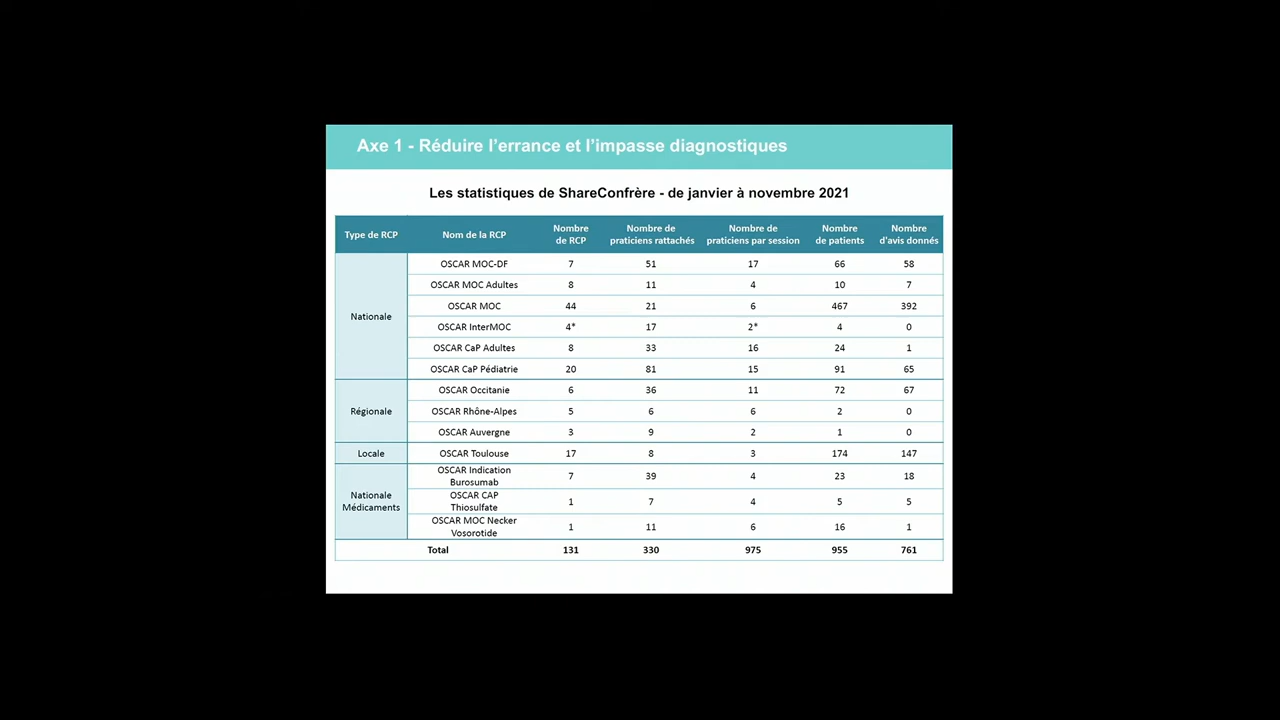 Axe 1 - Réduire l’errance et l’impasse diagnostiques
Les statistiques de ShareConfrère - de janvier à novembre 2021
Type de RCP Nom de la RCP Nombre de RCP Nombre de praticiens rattachés Nombre de praticiens par session Nombre de patients Nombre d'avis donnés
Nationale
OSCAR MOC-DF 7 51 17 66 58
OSCAR MOC Adultes 8 11 4 10 7
OSCAR MOC 44 21 6 467 392
OSCAR InterMOC 4* 17 2* 4 0
OSCAR CaP Adultes 8 33 16 24 1
OSCAR CaP Pédiatrie 20 81 15 91 65
Régionale
OSCAR Occitanie 6 36 11 72 67
OSCAR Rhône-Alpes 5 6 6 2 0
OSCAR Auvergne 3 9 2 1 0
Locale OSCAR Toulouse 17 8 3 174 147
Nationale Médicaments
OSCAR Indication Burosumab 7 39 4 23 18
OSCAR CAP Thiosulfate 1 7 4 5 5
OSCAR MOC Necker Vosorotide 1 11 6 16 1
Total 131 330 975 955 761